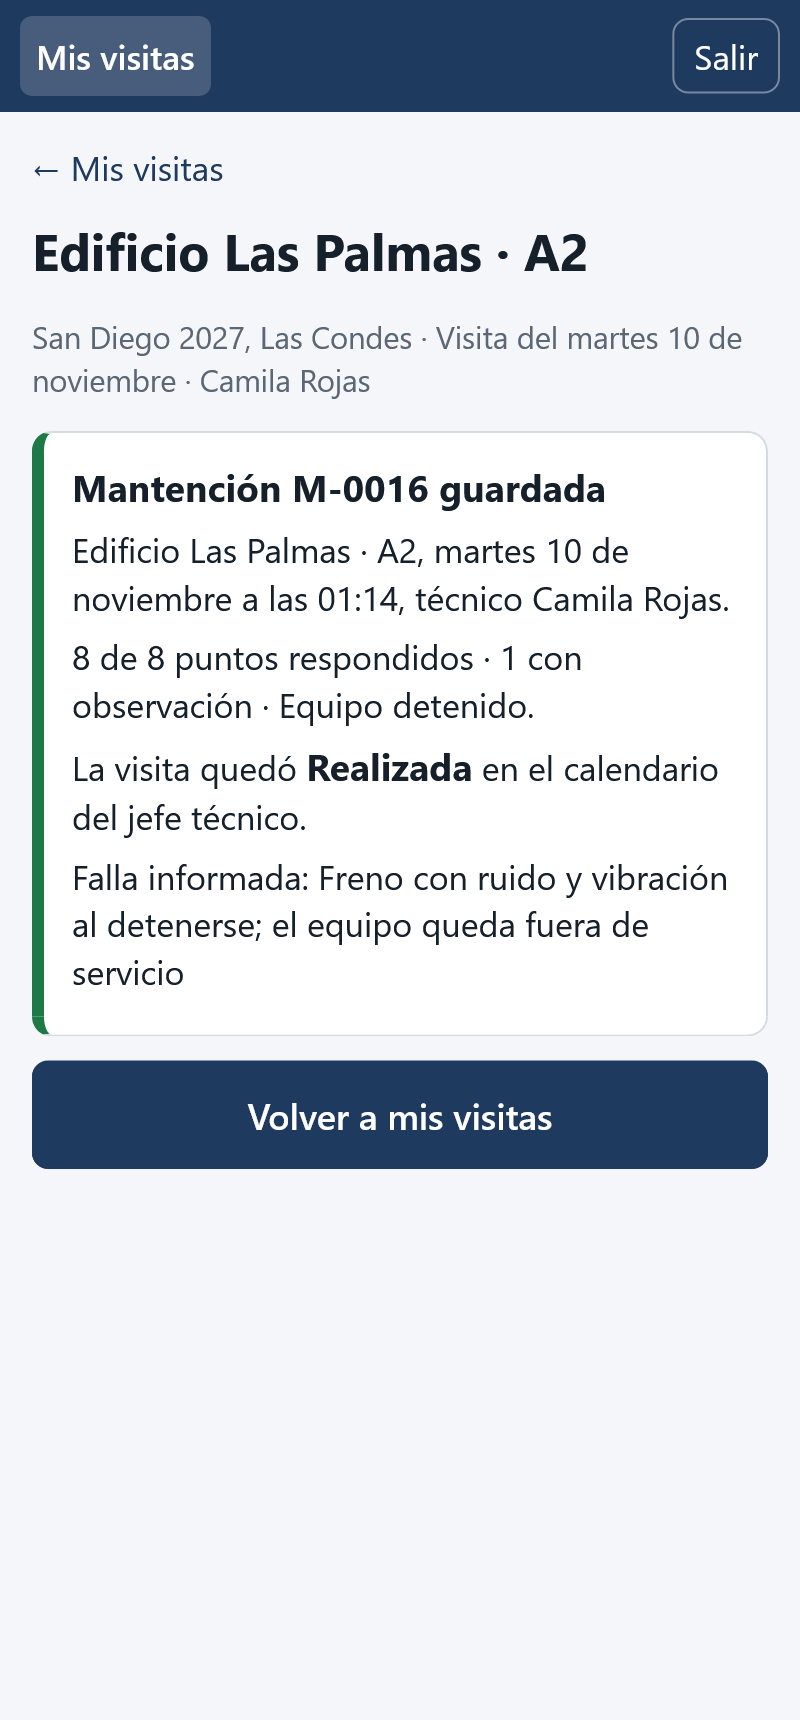 Mis visitas
Salir
← Mis visitas
Edificio Las Palmas · A2
San Diego 2027, Las Condes · Visita del martes 10 de
noviembre · Camila Rojas
Mantención M-0016 guardada
Edificio Las Palmas · A2, martes 10 de
noviembre a las 01:14, técnico Camila Rojas.
8 de 8 puntos respondidos · 1 con
observación · Equipo detenido.
La visita quedó Realizada en el calendario
del jefe técnico.
Falla informada: Freno con ruido y vibración
al detenerse; el equipo queda fuera de
servicio
Volver a mis visitas